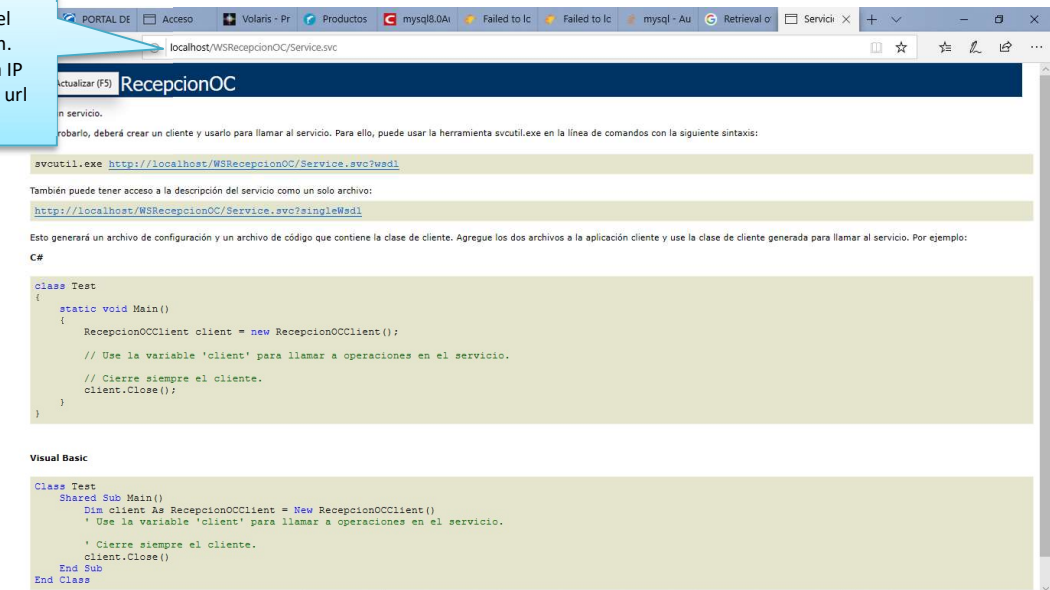 el
n.
IP
url
PORTAL DE
Acceso
Volaris - Pr
Productos
mysql8.0Au
Failed to lc
Failed to lc
mysql - Au
Retrieval o
Servicio
localhost/WSRecepcionOC/Service.svc
Actualizar (F5)
RecepcionOC
n servicio.
robarlo, deberá crear un cliente y usarlo para llamar al servicio. Para ello, puede usar la herramienta svcutil.exe en la línea de comandos con la siguiente sintaxis:
svcutil.exe http://localhost/WSRecepcionOC/Service.svc?wsdl
También puede tener acceso a la descripción del servicio como un solo archivo:
http://localhost/WSRecepcionOC/Service.svc?singleWsdl
Esto generará un archivo de configuración y un archivo de código que contiene la clase de cliente. Agregue los dos archivos a la aplicación cliente y use la clase de cliente generada para llamar al servicio. Por ejemplo:
C#
class Test
{
static void Main()
{
RecepcionOCClient client = new RecepcionOCClient();
// Use la variable 'client' para llamar a operaciones en el servicio.
// Cierre siempre el cliente.
client.Close();
}
}
Visual Basic
Class Test
Shared Sub Main()
Dim client As RecepcionOCClient = New RecepcionOCClient()
' Use la variable 'client' para llamar a operaciones en el servicio.
' Cierre siempre el cliente.
client.Close()
End Sub
End Class